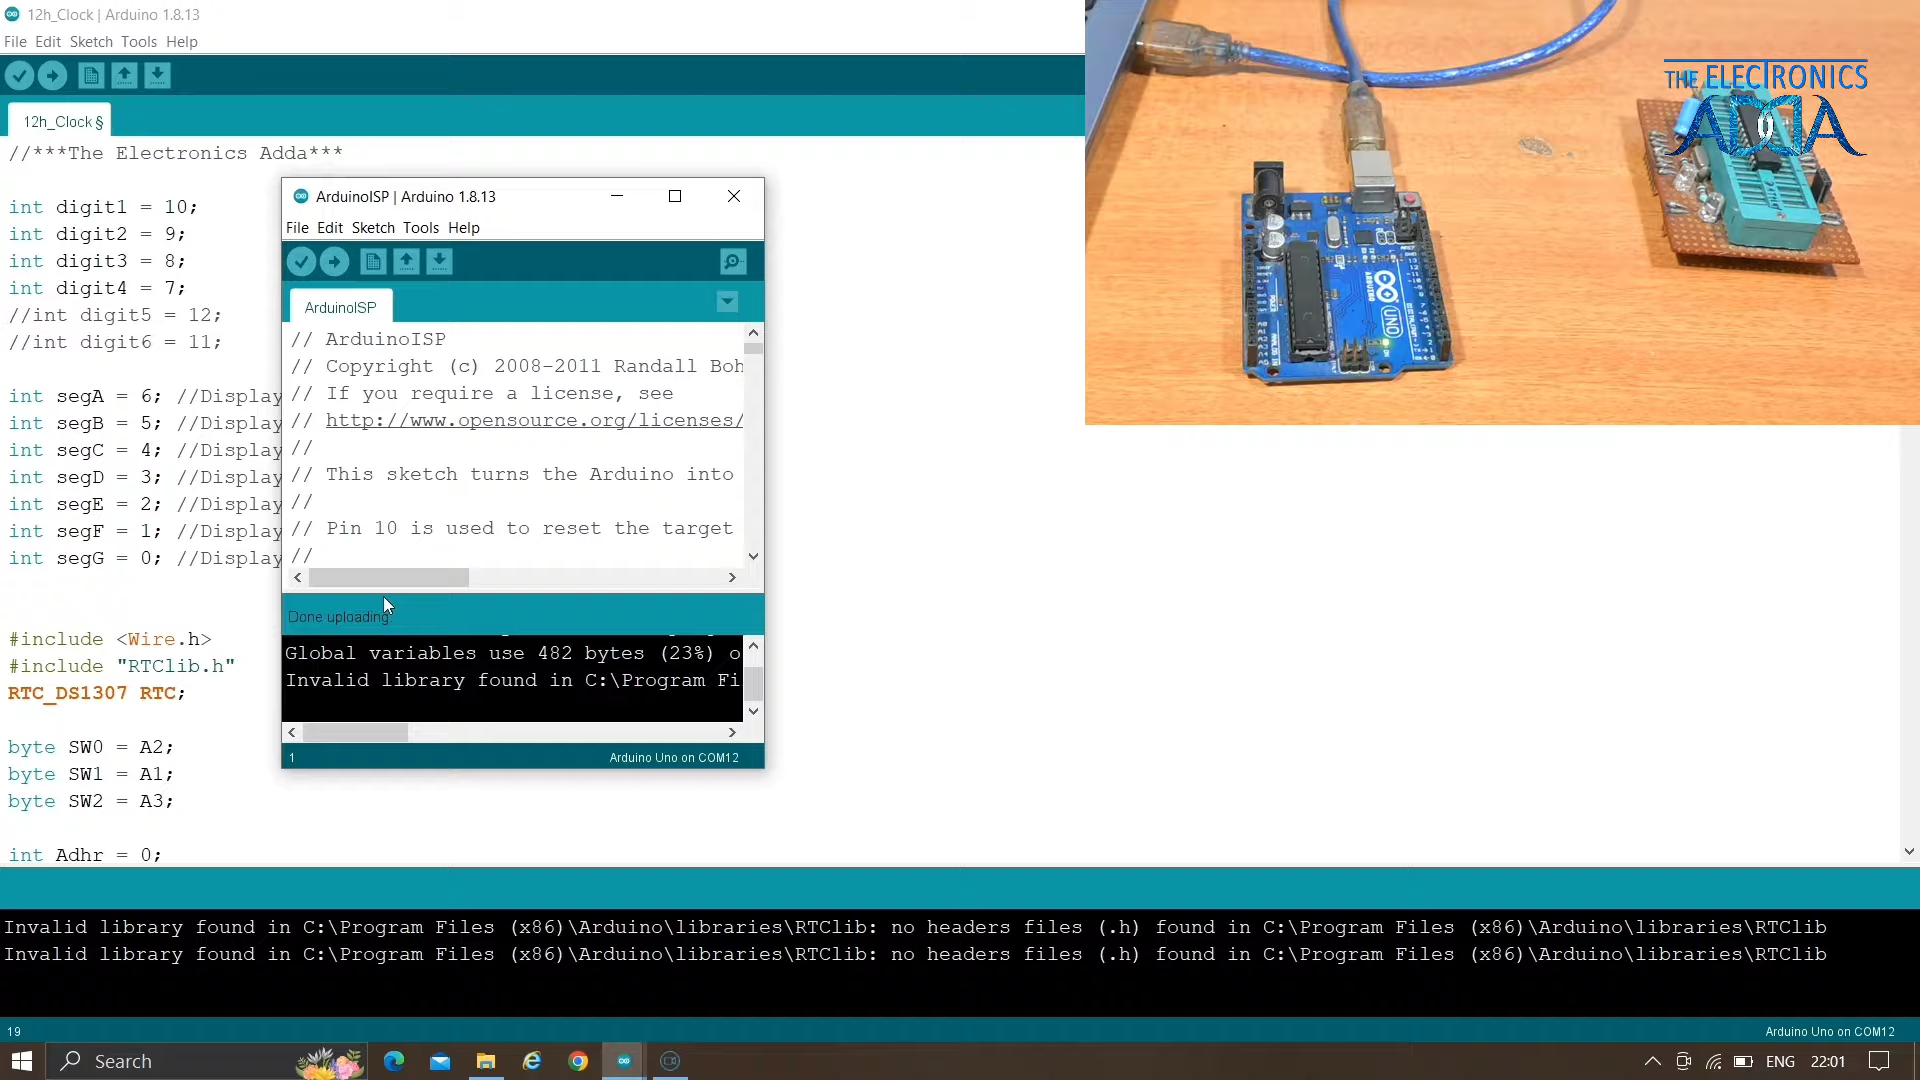 12h_Clock | Arduino 1.8.13
File Edit Sketch Tools Help
12h_Clock §
//***The Electronics Adda***
int digit1 = 10;
int digit2 = 9;
int digit3 = 8;
int digit4 = 7;
//int digit5 = 12;
//int digit6 = 11;
int segA = 6; //Display
int segB = 5; //Display
int segC = 4; //Display
int segD = 3; //Display
int segE = 2; //Display
int segF = 1; //Display
int segG = 0; //Display
#include <Wire.h>
#include "RTClib.h"
RTC_DS1307 RTC;
byte SW0 = A2;
byte SW1 = A1;
byte SW2 = A3;
int Adhr = 0;
ArduinoISP | Arduino 1.8.13
File Edit Sketch Tools Help
ArduinoISP
// ArduinoISP
// Copyright (c) 2008-2011 Randall Boh
// If you require a license, see
// http://www.opensource.org/licenses/
//
// This sketch turns the Arduino into
//
// Pin 10 is used to reset the target
//
Done uploading.
Global variables use 482 bytes (23%) o
Invalid library found in C:\Program Fi
1
Arduino Uno on COM12
THE ELECTRONICS
ADDA
ARDUINO
UNO
Invalid library found in C:\Program Files (x86)\Arduino\libraries\RTClib: no headers files (.h) found in C:\Program Files (x86)\Arduino\libraries\RTClib
Invalid library found in C:\Program Files (x86)\Arduino\libraries\RTClib: no headers files (.h) found in C:\Program Files (x86)\Arduino\libraries\RTClib
19
Arduino Uno on COM12
Search
ENG
22:01